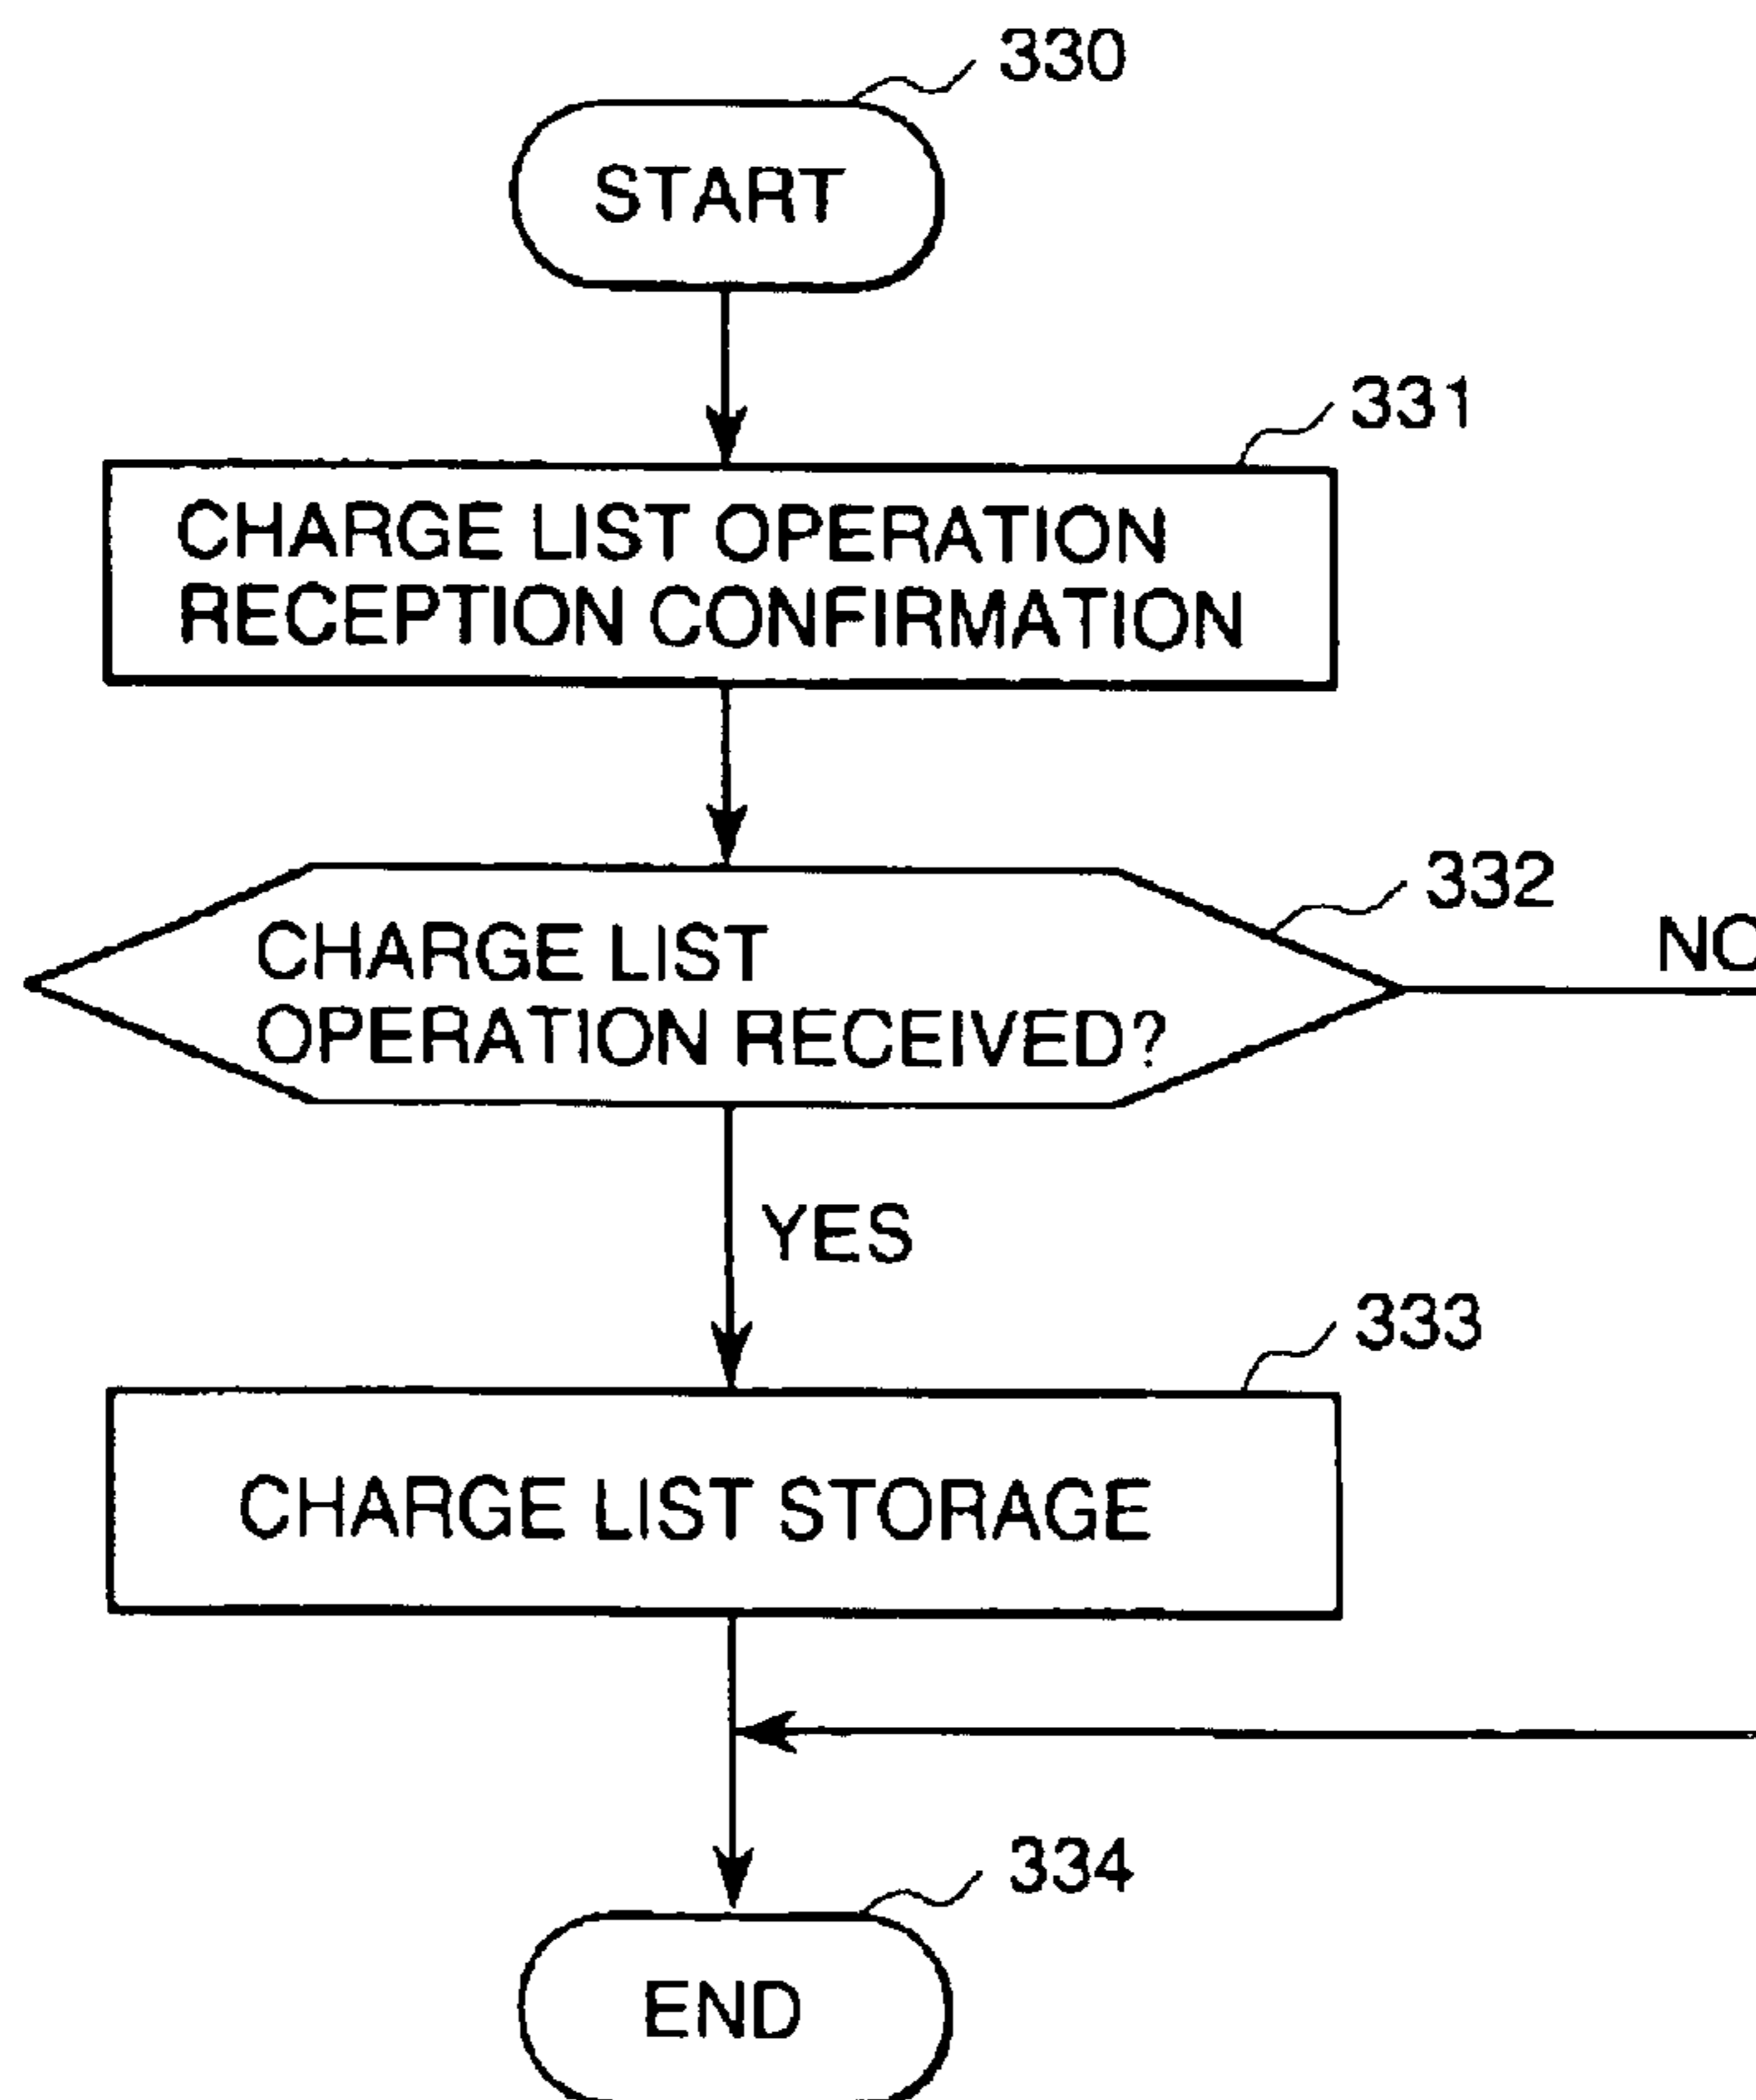 330
START
331
CHARGE LIST OPERATION
RECEPTION CONFIRMATION
332
NO
CHARGE LIST
OPERATION RECEIVED?
YES
333
CHARGE LIST STORAGE
334
END